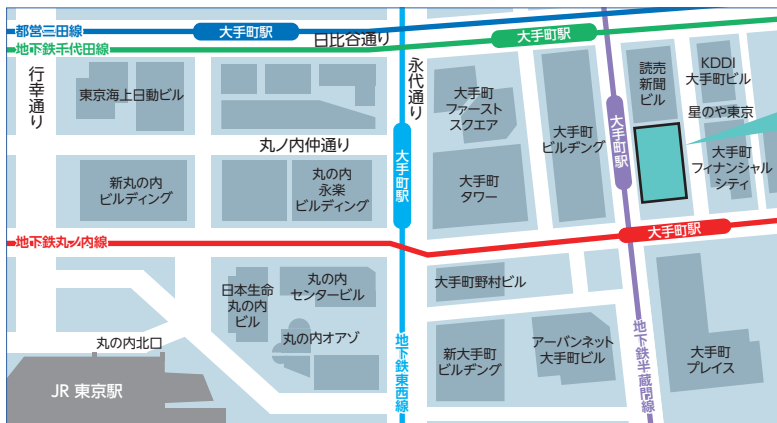 都営三田線
大手町駅
地下鉄千代田線
日比谷通り
大手町駅
行幸通り
東京海上日動ビル
永代通り
大手町
ファースト
スクエア
大手町
ビルヂング
大手町駅
読売
新聞
ビル
KDDI
大手町ビル
星のや東京
大手町
フィナンシャル
シティ
丸ノ内仲通り
新丸の内
ビルディング
丸の内
永楽
ビルディング
大手町駅
大手町
タワー
地下鉄丸ノ内線
大手町駅
日本生命
丸の内
ビル
丸の内
センタービル
丸の内オアゾ
大手町野村ビル
丸の内北口
JR 東京駅
地下鉄東西線
新大手町
ビルヂング
アーバンネット
大手町ビル
地下鉄半蔵門線
大手町
プレイス